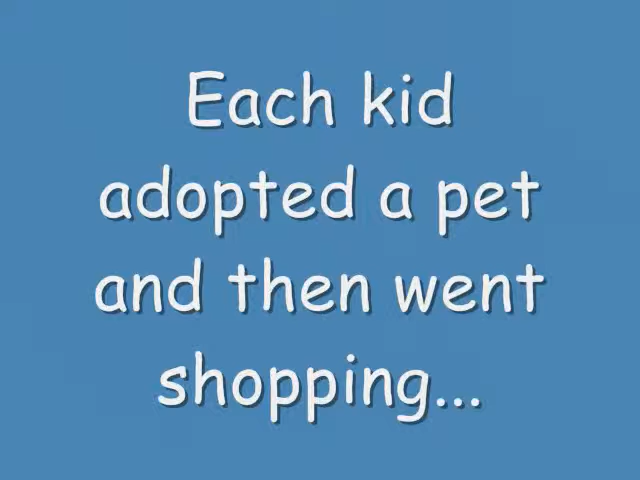 Each kid
adopted a pet
and then went
shopping...